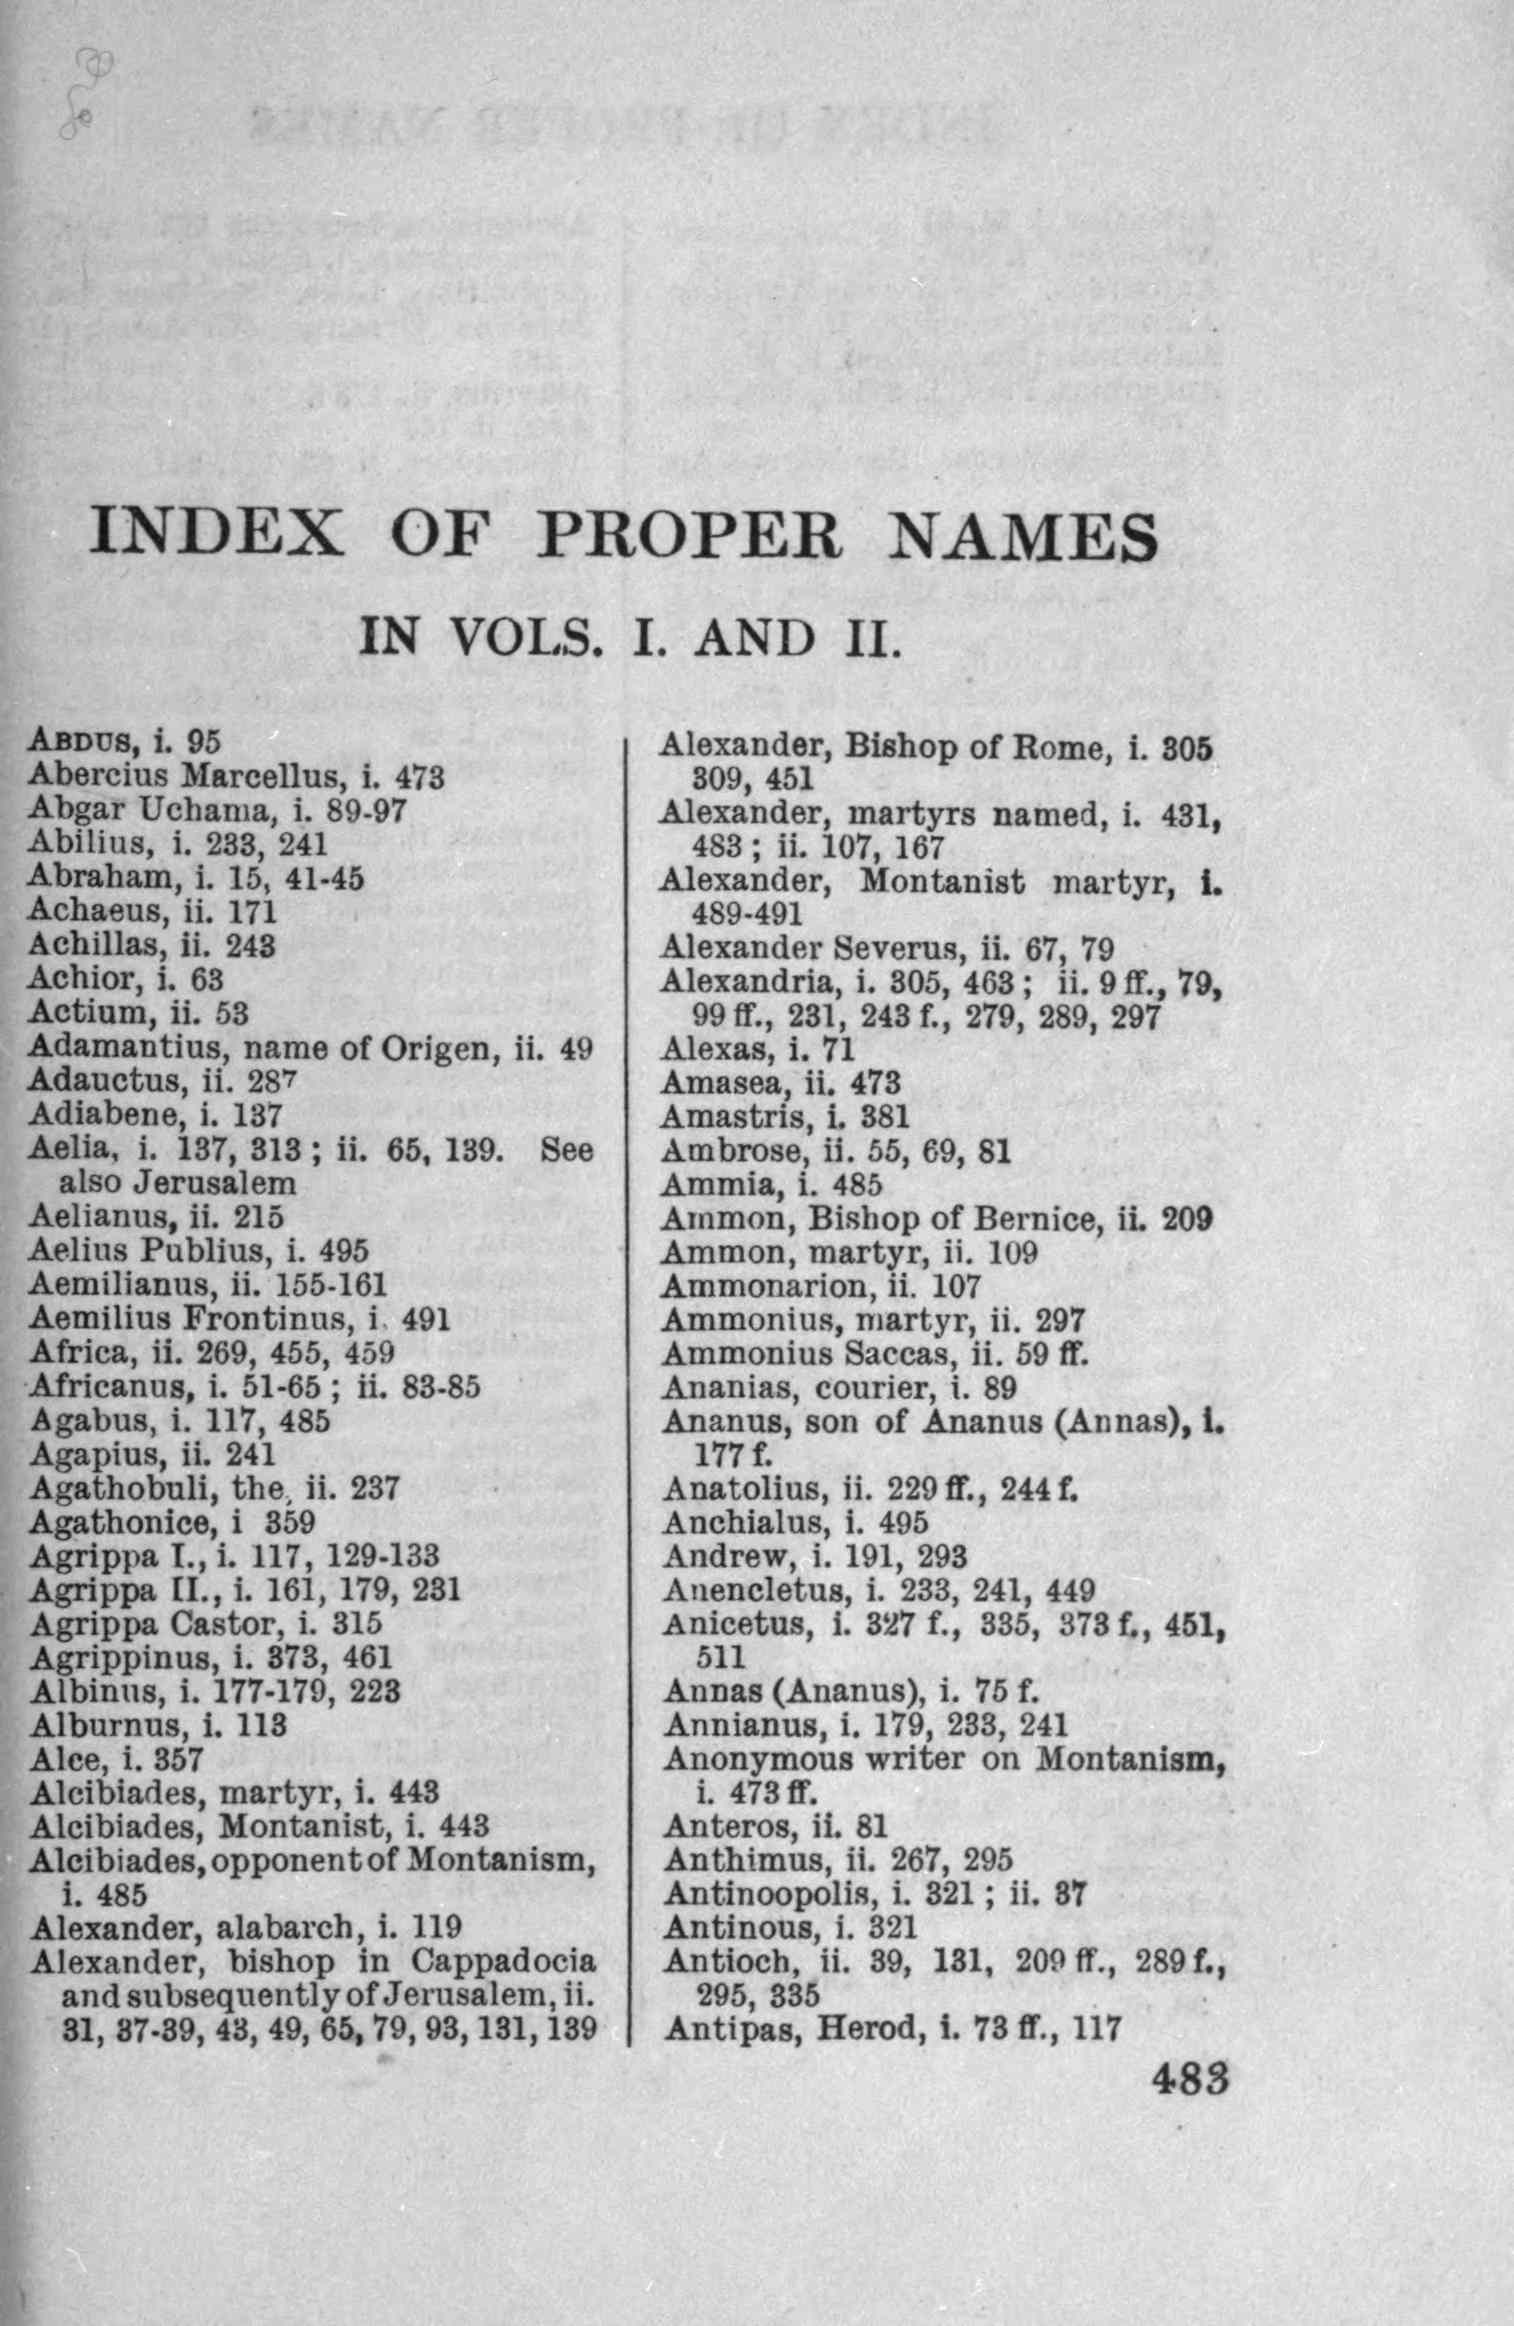 INDEX OF PROPER NAMES
IN VOLS. I. AND II.
ABDUS, i. 95
Abercius Marcellus, i. 473
Abgar Uchama, i. 89-97
Abilius, i. 233, 241
Abraham, i. 15, 41-45
Achaeus, ii. 171
Achillas, ii. 243
Achior, i. 63
Actium, ii. 53
Adamantius, name of Origen, ii. 49
Adauctus, ii. 287
Adiabene, i. 137
Aelia, i. 137, 313 ; ii. 65, 139. See
also Jerusalem
Aelianus, ii. 215
Aelius Publius, i. 495
Aemilianus, ii. 155-161
Aemilius Frontinus, i. 491
Africa, ii. 269, 455, 459
Africanus, i. 51-65 ; ii. 83-85
Agabus, i. 117, 485
Agapius, ii. 241
Agathobuli, the, ii. 237
Agathonice, i 359
Agrippa I., i. 117, 129-133
Agrippa II., i. 161, 179, 231
Agrippa Castor, i. 315
Agrippinus, i. 373, 461
Albinus, i. 177-179, 223
Alburnus, i. 113
Alce, i. 357
Alcibiades, martyr, i. 443
Alcibiades, Montanist, i. 443
Alcibiades, opponent of Montanism,
i. 485
Alexander, alabarch, i. 119
Alexander, bishop in Cappadocia
and subsequently of Jerusalem, ii.
31, 37-39, 43, 49, 65, 79, 93, 131, 139
Alexander, Bishop of Rome, i. 305
309, 451
Alexander, martyrs named, i. 431,
483 ; ii. 107, 167
Alexander, Montanist martyr, i.
489-491
Alexander Severus, ii. 67, 79
Alexandria, i. 305, 463 ; ii. 9 ff., 79,
99 ff., 231, 243 f., 279, 289, 297
Alexas, i. 71
Amasea, ii. 473
Amastris, i. 381
Ambrose, ii. 55, 69, 81
Ammia, i. 485
Ammon, Bishop of Bernice, ii. 209
Ammon, martyr, ii. 109
Ammonarion, ii. 107
Ammonius, martyr, ii. 297
Ammonius Saccas, ii. 59 ff.
Ananias, courier, i. 89
Ananus, son of Ananus (Annas), i.
177 f.
Anatolius, ii. 229 ff., 244 f.
Anchialus, i. 495
Andrew, i. 191, 293
Anencletus, i. 233, 241, 449
Anicetus, i. 327 f., 335, 373 f., 451,
511
Annas (Ananus), i. 75 f.
Annianus, i. 179, 233, 241
Anonymous writer on Montanism,
i. 473 ff.
Anteros, ii. 81
Anthimus, ii. 267, 295
Antinoopolis, i. 321 ; ii. 37
Antinous, i. 321
Antioch, ii. 39, 131, 209 ff., 289 f.,
295, 335
Antipas, Herod, i. 73 ff., 117
483